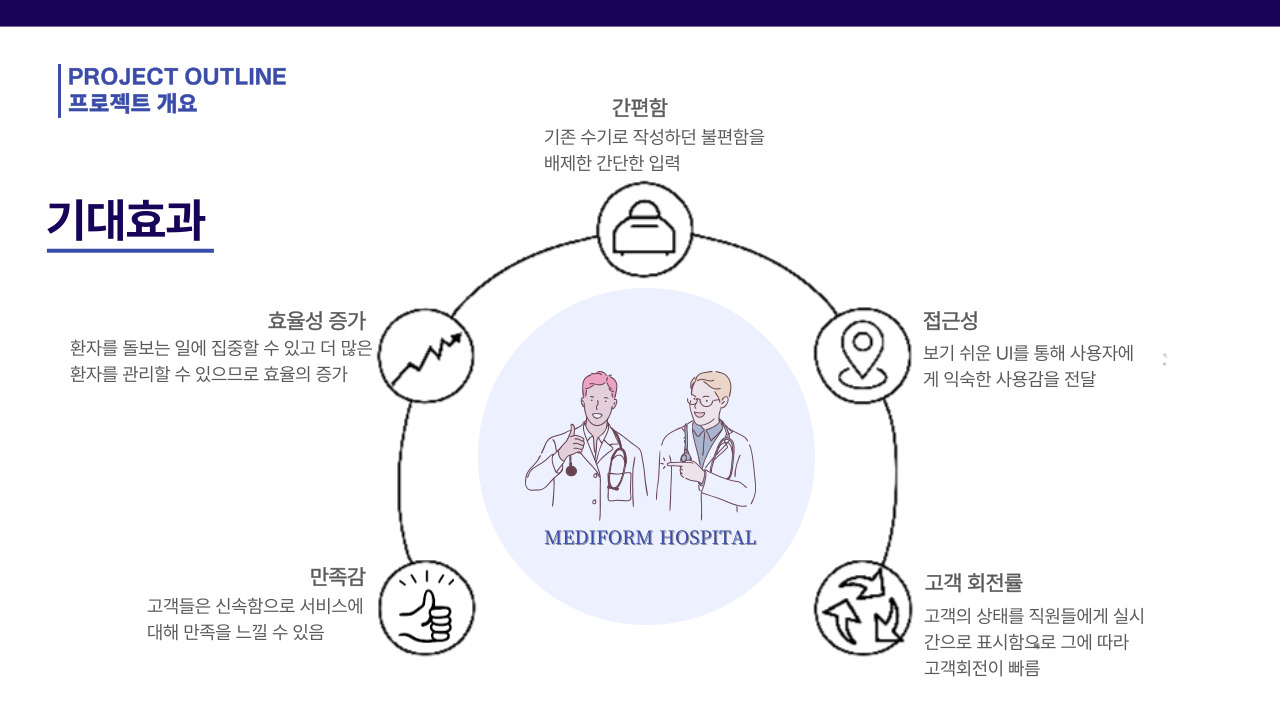 PROJECT OUTLINE
프로젝트 개요
기대효과
간편함
기존 수기로 작성하던 불편함을
배제한 간단한 입력
효율성 증가
환자를 돌보는 일에 집중할 수 있고 더 많은
환자를 관리할 수 있으므로 효율의 증가
접근성
보기 쉬운 UI를 통해 사용자에
게 익숙한 사용감을 전달
MEDIFORM HOSPITAL
만족감
고객들은 신속함으로 서비스에
대해 만족을 느낄 수 있음
고객 회전률
고객의 상태를 직원들에게 실시
간으로 표시함으로 그에 따라
고객회전이 빠름